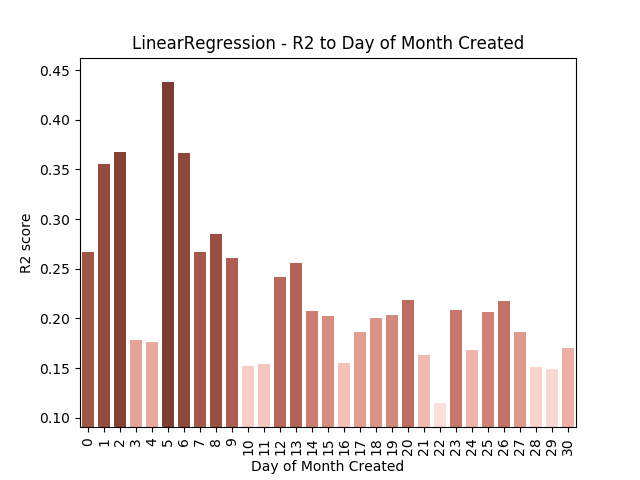 LinearRegression - R2 to Day of Month Created
0.45
0.40
0.35
0.30
0.25
0.20
0.15
0.10
R2 score
0 1 2 3 4 5 6 7 8 9 10 11 12 13 14 15 16 17 18 19 20 21 22 23 24 25 26 27 28 29 30
Day of Month Created